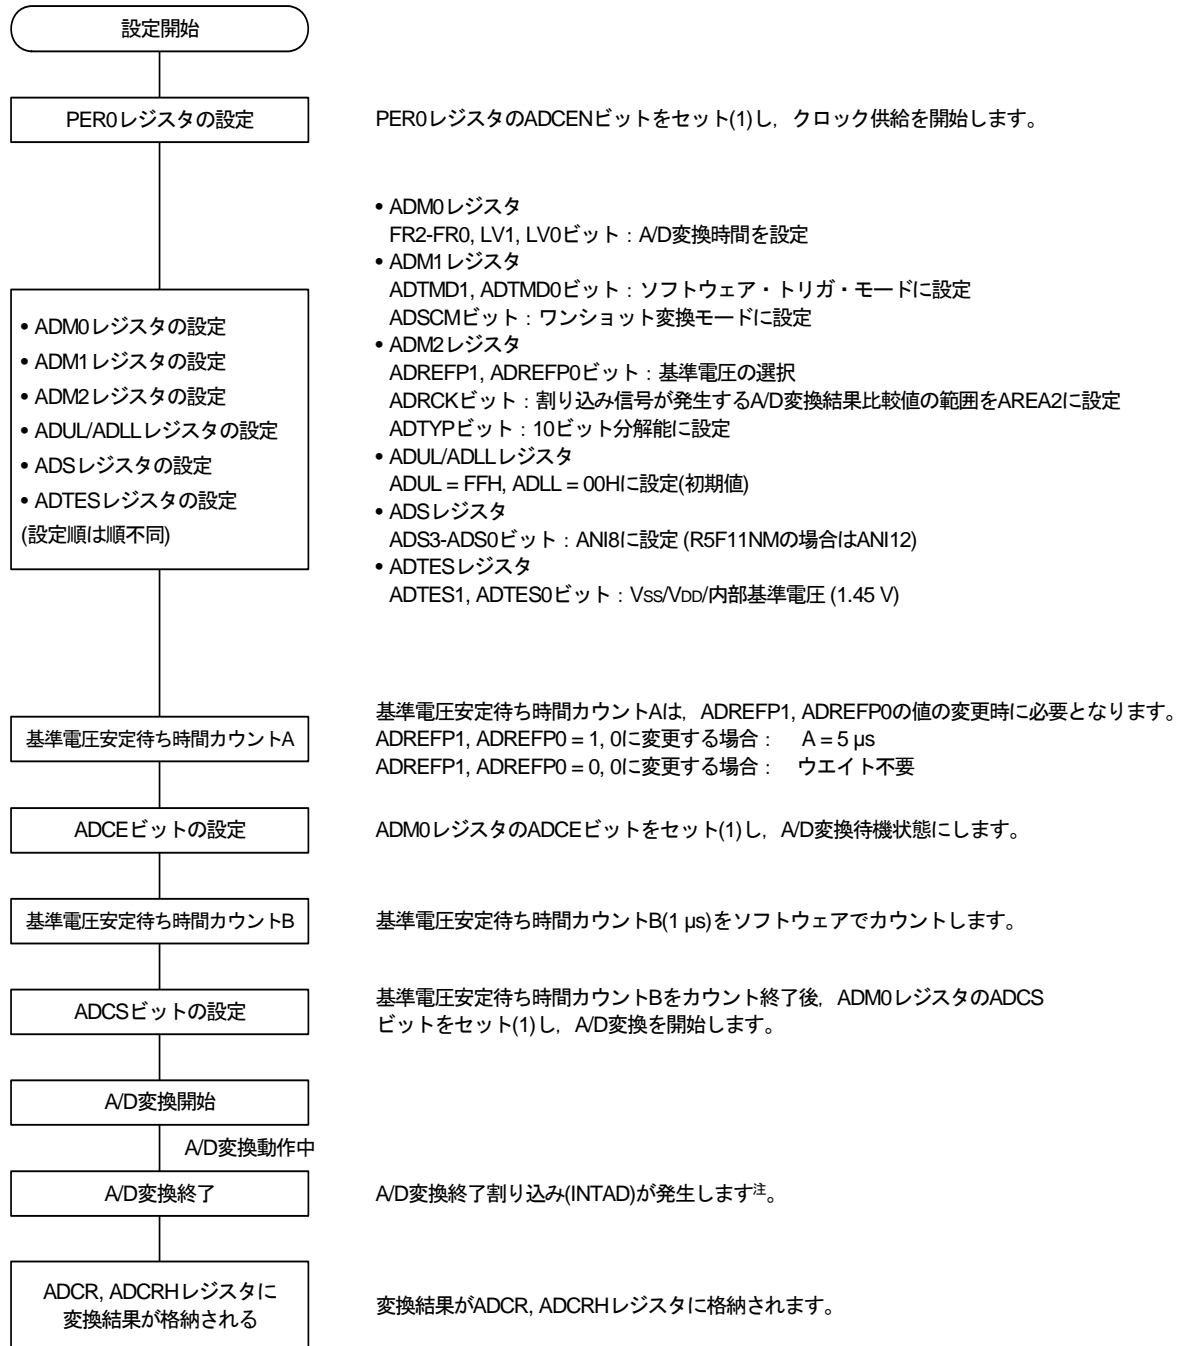 設定開始
PER0レジスタの設定
PER0レジスタのADCENビットをセット(1)し，クロック供給を開始します。
• ADM0レジスタの設定
• ADM1レジスタの設定
• ADM2レジスタの設定
• ADUL/ADLLレジスタの設定
• ADSレジスタの設定
• ADTESレジスタの設定
(設定順は順不同)
• ADM0レジスタ
FR2-FR0, LV1, LV0ビット：A/D変換時間を設定
• ADM1レジスタ
ADTMD1, ADTMD0ビット：ソフトウェア・トリガ・モードに設定
ADSCMビット：ワンショット変換モードに設定
• ADM2レジスタ
ADREFP1, ADREFP0ビット：基準電圧の選択
ADRCKビット：割り込み信号が発生するA/D変換結果比較値の範囲をAREA2に設定
ADTYPビット：10ビット分解能に設定
• ADUL/ADLLレジスタ
ADUL = FFH, ADLL = 00Hに設定(初期値)
• ADSレジスタ
ADS3-ADS0ビット：ANI8に設定 (R5F11NMの場合はANI12)
• ADTESレジスタ
ADTES1, ADTES0ビット：VSS/VDD/内部基準電圧 (1.45 V)
基準電圧安定待ち時間カウントA
基準電圧安定待ち時間カウントAは，ADREFP1, ADREFP0の値の変更時に必要となります。
ADREFP1, ADREFP0 = 1, 0に変更する場合： A = 5 µs
ADREFP1, ADREFP0 = 0, 0に変更する場合： ウエイト不要
ADCEビットの設定
ADM0レジスタのADCEビットをセット(1)し，A/D変換待機状態にします。
基準電圧安定待ち時間カウントB
基準電圧安定待ち時間カウントB(1 µs)をソフトウェアでカウントします。
ADCSビットの設定
基準電圧安定待ち時間カウントBをカウント終了後，ADM0レジスタのADCS
ビットをセット(1)し，A/D変換を開始します。
A/D変換開始
A/D変換動作中
A/D変換終了
A/D変換終了割り込み(INTAD)が発生します注。
ADCR, ADCRHレジスタに
変換結果が格納される
変換結果がADCR, ADCRHレジスタに格納されます。